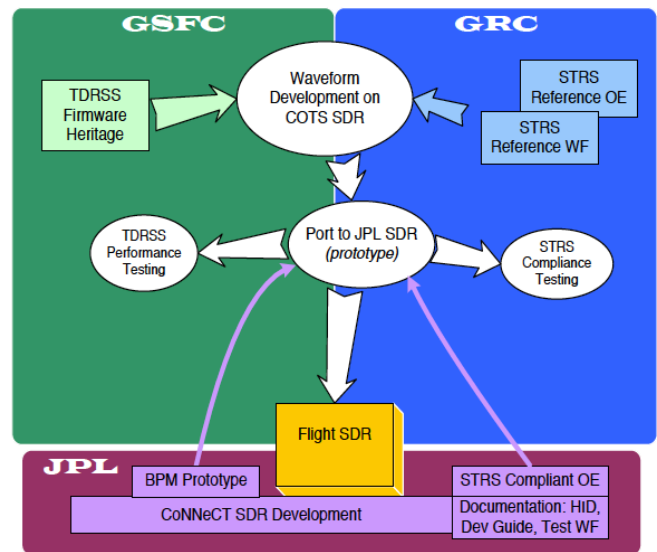 GSFC
GRC
Waveform
Development on
COTS SDR
TDRSS
Firmware
Heritage
STRS
Reference OE
STRS
Reference WF
TDRSS
Performance
Testing
Port to JPL SDR
(prototype)
STRS
Compliance
Testing
Flight SDR
JPL
BPM Prototype
STRS Compliant OE
CoNNeCT SDR Development
Documentation: HID,
Dev Guide, Test WF